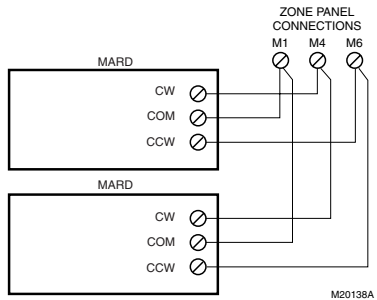 ZONE PANEL
CONNECTIONS
M1 M4 M6
MARD
CW
COM
CCW
MARD
CW
COM
CCW
M20138A